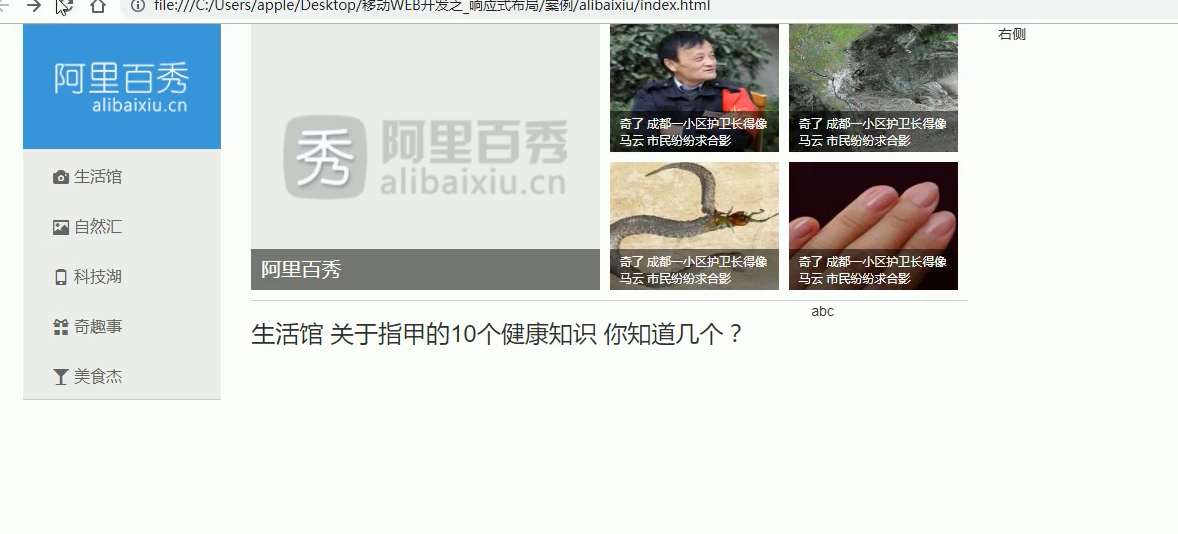 file:///C:/Users/apple/Desktop/移动WEB开发之_响应式布局/案例/alibaixiu/index.html
阿里百秀
alibaixiu.cn
生活馆
自然汇
科技湖
奇趣事
美食杰
秀 阿里百秀
alibaixiu.cn
阿里百秀
奇了 成都一小区护卫长得像
马云 市民纷纷求合影
奇了 成都一小区护卫长得像
马云 市民纷纷求合影
奇了 成都一小区护卫长得像
马云 市民纷纷求合影
奇了 成都一小区护卫长得像
马云 市民纷纷求合影
生活馆 关于指甲的10个健康知识 你知道几个？
abc
右侧